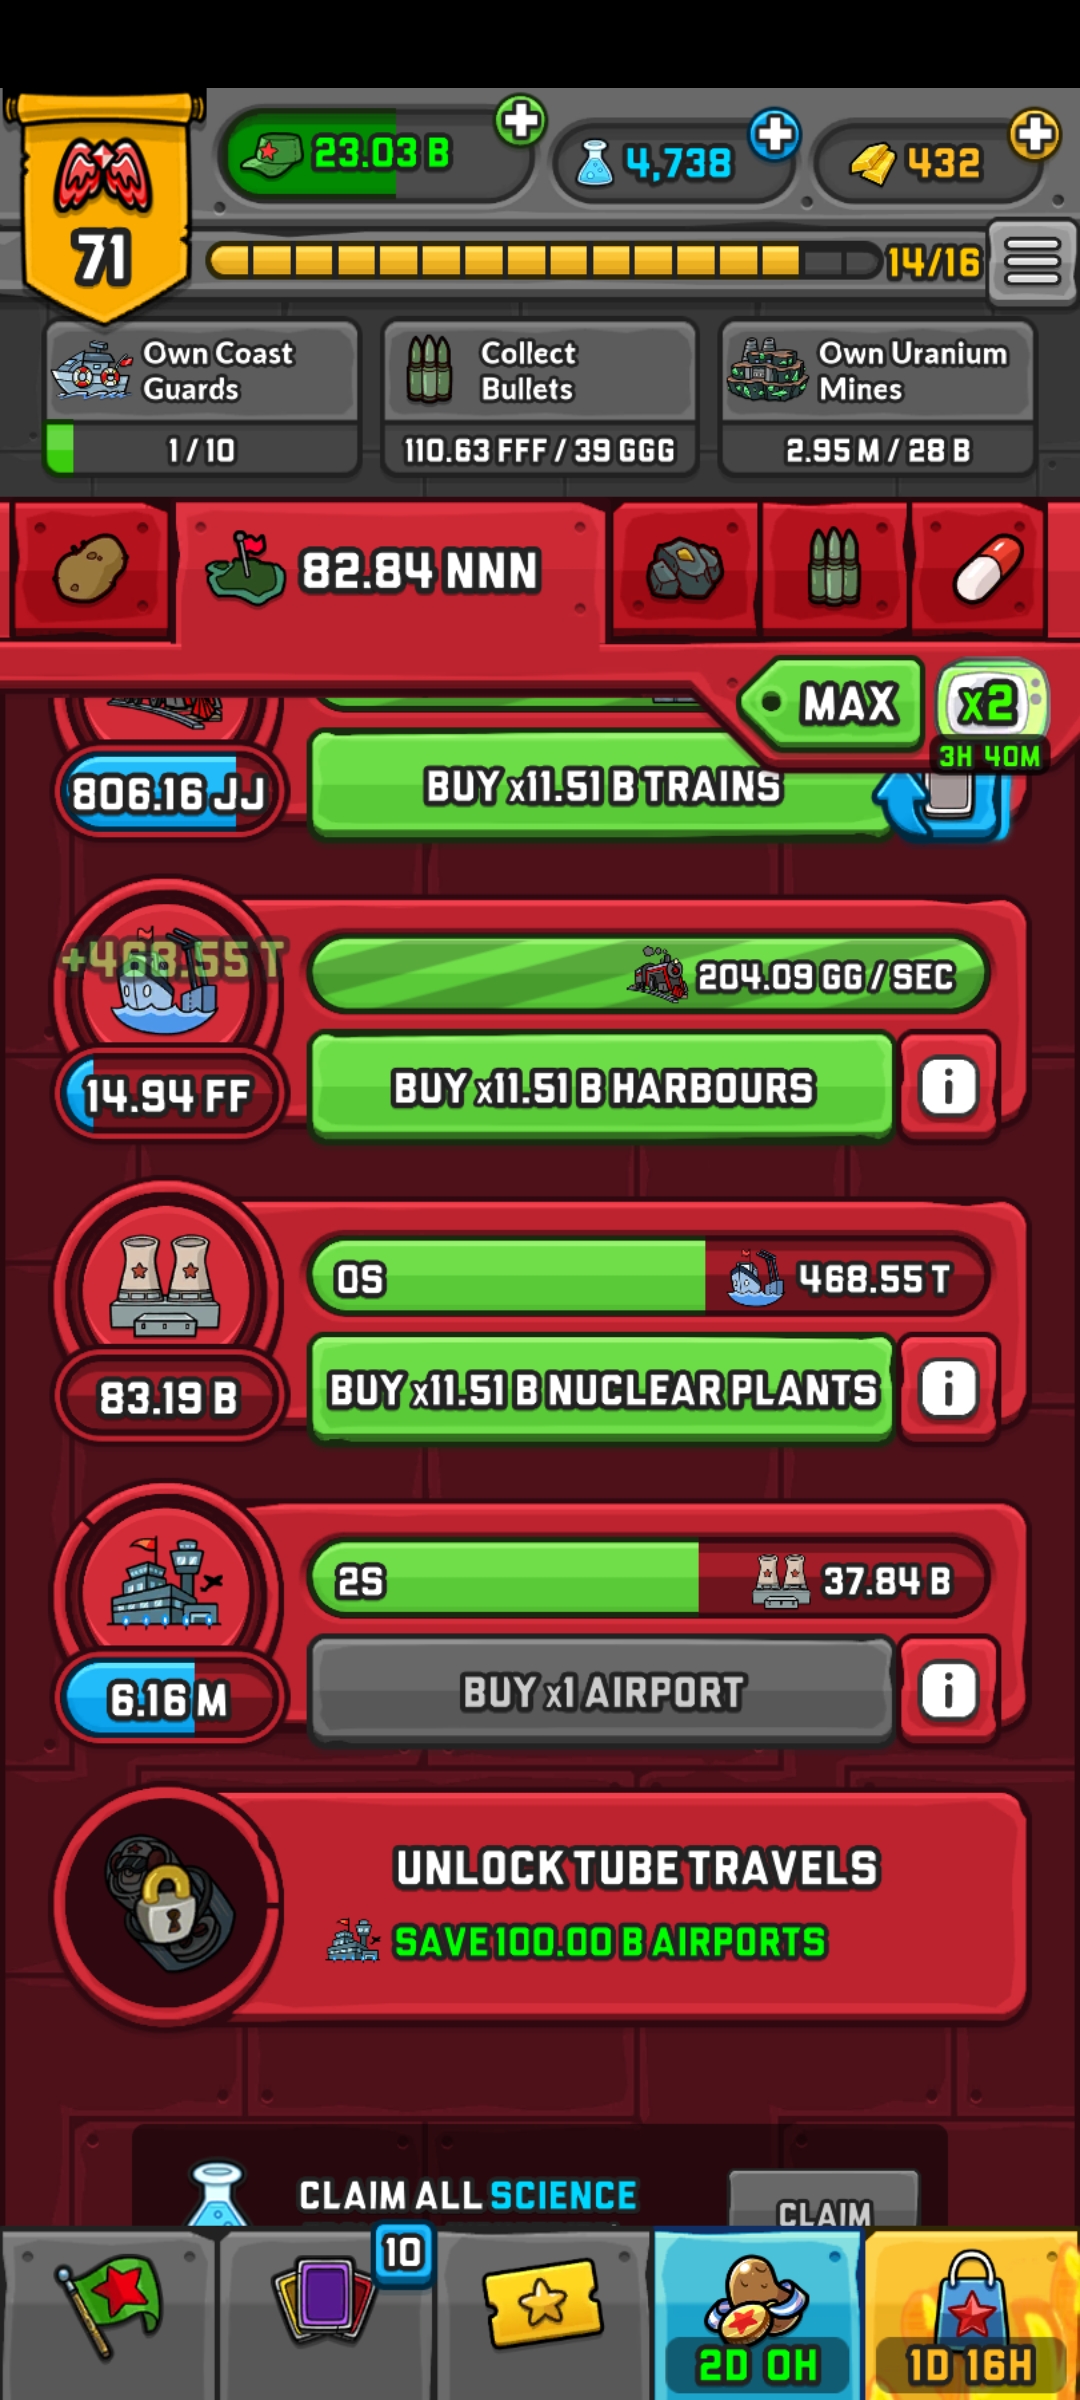 71
23.03 B
4,738
432
14/16
Own Coast
Guards
1 / 10
Collect
Bullets
110.63 FFF / 39 GGG
Own Uranium
Mines
2.95 M / 28 B
82.84 NNN
MAX
x2
3H 40M
806.16 JJ
BUY x11.51 B TRAINS
+468.55 T
204.09 GG / SEC
14.94 FF
BUY x11.51 B HARBOURS
i
0S
468.55 T
83.19 B
BUY x11.51 B NUCLEAR PLANTS
i
2S
37.84 B
6.16 M
BUY x1 AIRPORT
i
UNLOCK TUBE TRAVELS
SAVE 100.00 B AIRPORTS
CLAIM ALL SCIENCE
CLAIM
10
2D 0H
1D 16H